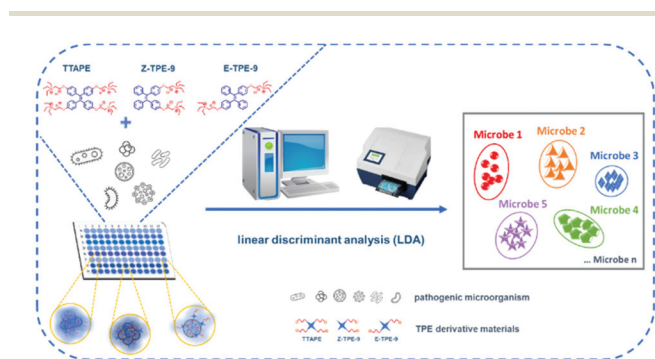 TTAPE Z-TPE-9 E-TPE-9
+
Microbe 1
Microbe 2
Microbe 3
Microbe 5
Microbe 4
... Microbe n
linear discriminant analysis (LDA)
pathogenic microorganism
TPE derivative materials
TTAPE Z-TPE-9 E-TPE-9